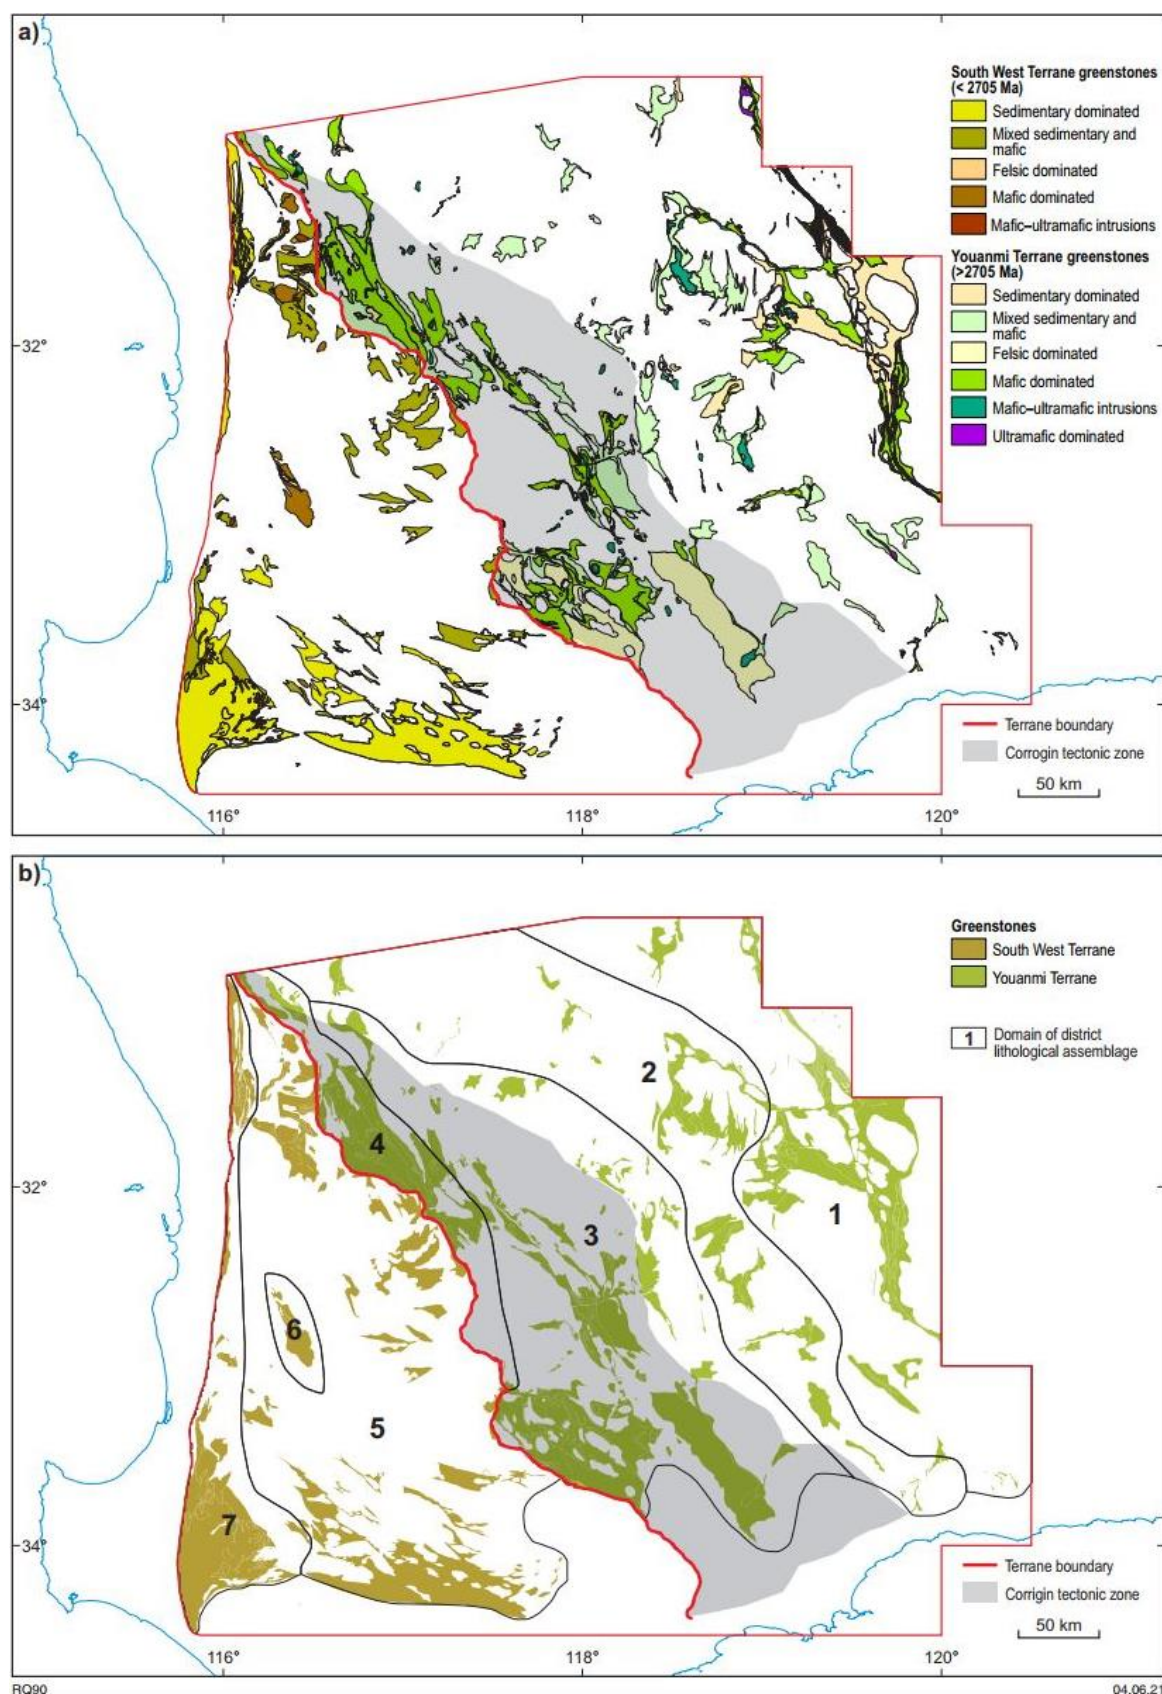 a)
South West Terrane greenstones
(< 2705 Ma)
Sedimentary dominated
Mixed sedimentary and
mafic
Felsic dominated
Mafic dominated
Mafic–ultramafic intrusions
Youanmi Terrane greenstones
(>2705 Ma)
Sedimentary dominated
Mixed sedimentary and
mafic
Felsic dominated
Mafic dominated
Mafic–ultramafic intrusions
Ultramafic dominated
32°
34°
Terrane boundary
Corrogin tectonic zone
50 km
116°
118°
120°
b)
Greenstones
South West Terrane
Youanmi Terrane
1
Domain of district
lithological assemblage
2
4
32°
1
3
6
5
7
34°
Terrane boundary
Corrigin tectonic zone
50 km
116°
118°
120°
RQ90
04.06.21